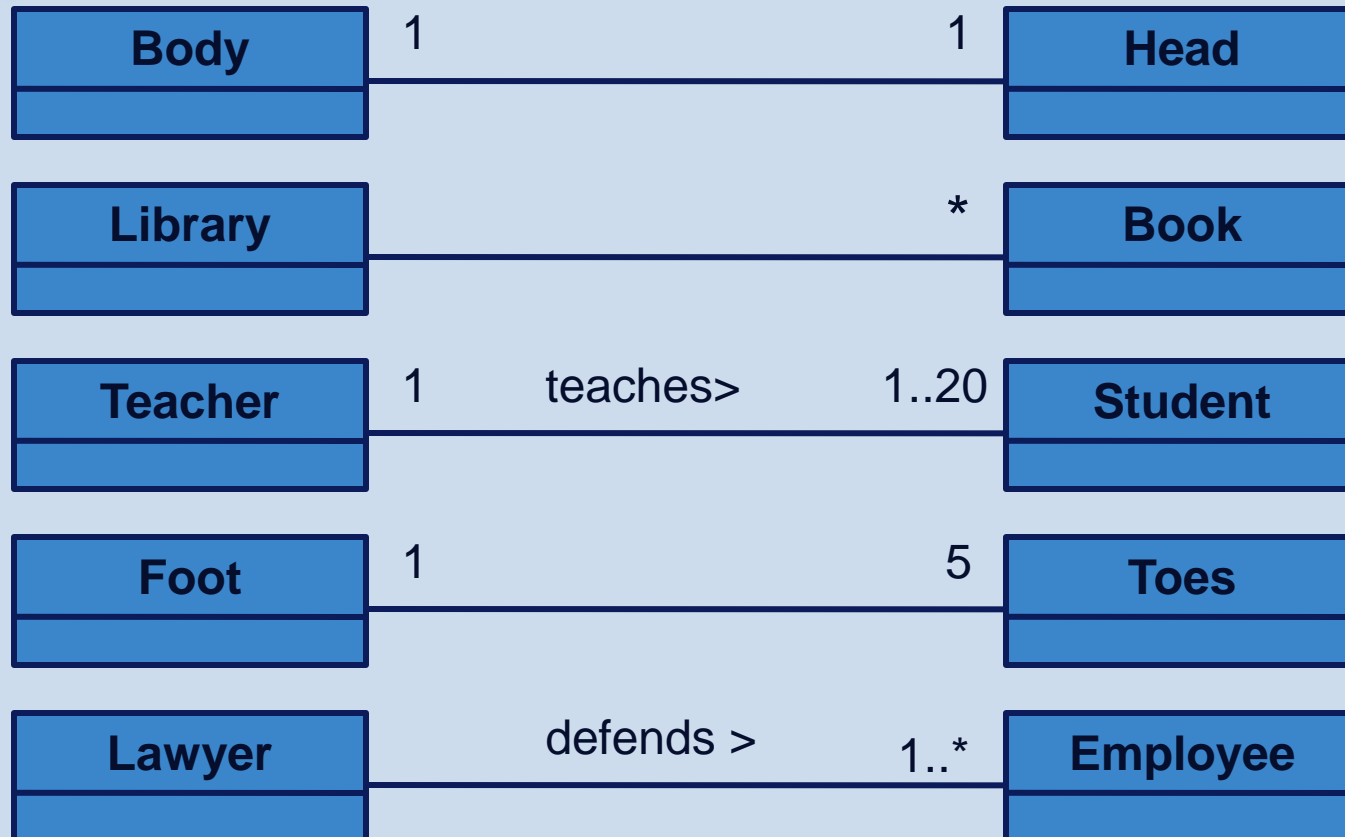 Body 1 1 Head
Library * Book
Teacher 1 teaches> 1..20 Student
Foot 1 5 Toes
Lawyer defends > 1..* Employee